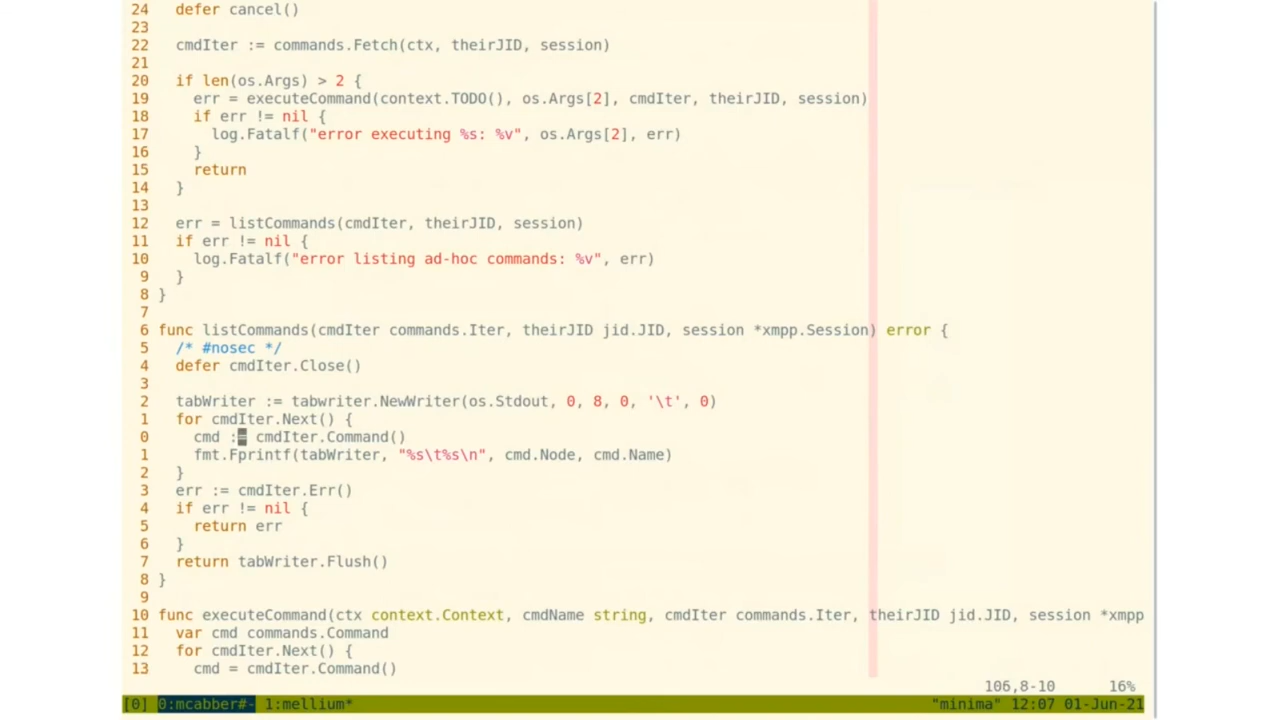 24   defer cancel()
23
22   cmdIter := commands.Fetch(ctx, theirJID, session)
21
20   if len(os.Args) > 2 {
19     err = executeCommand(context.TODO(), os.Args[2], cmdIter, theirJID, session)
18     if err != nil {
17       log.Fatalf("error executing %s: %v", os.Args[2], err)
16     }
15     return
14   }
13
12   err = listCommands(cmdIter, theirJID, session)
11   if err != nil {
10     log.Fatalf("error listing ad-hoc commands: %v", err)
9   }
8 }
7
6 func listCommands(cmdIter commands.Iter, theirJID jid.JID, session *xmpp.Session) error {
5   /* #nosec */
4   defer cmdIter.Close()
3
2   tabWriter := tabwriter.NewWriter(os.Stdout, 0, 8, 0, '\t', 0)
1   for cmdIter.Next() {
0     cmd := cmdIter.Command()
1     fmt.Fprintf(tabWriter, "%s\t%s\n", cmd.Node, cmd.Name)
2   }
3   err := cmdIter.Err()
4   if err != nil {
5     return err
6   }
7   return tabWriter.Flush()
8 }
9
10 func executeCommand(ctx context.Context, cmdName string, cmdIter commands.Iter, theirJID jid.JID, session *xmpp
11   var cmd commands.Command
12   for cmdIter.Next() {
13     cmd = cmdIter.Command()
106,8-10 16%
[0] 0:mcabber#- 1:mellium* "minima" 12:07 01-Jun-21